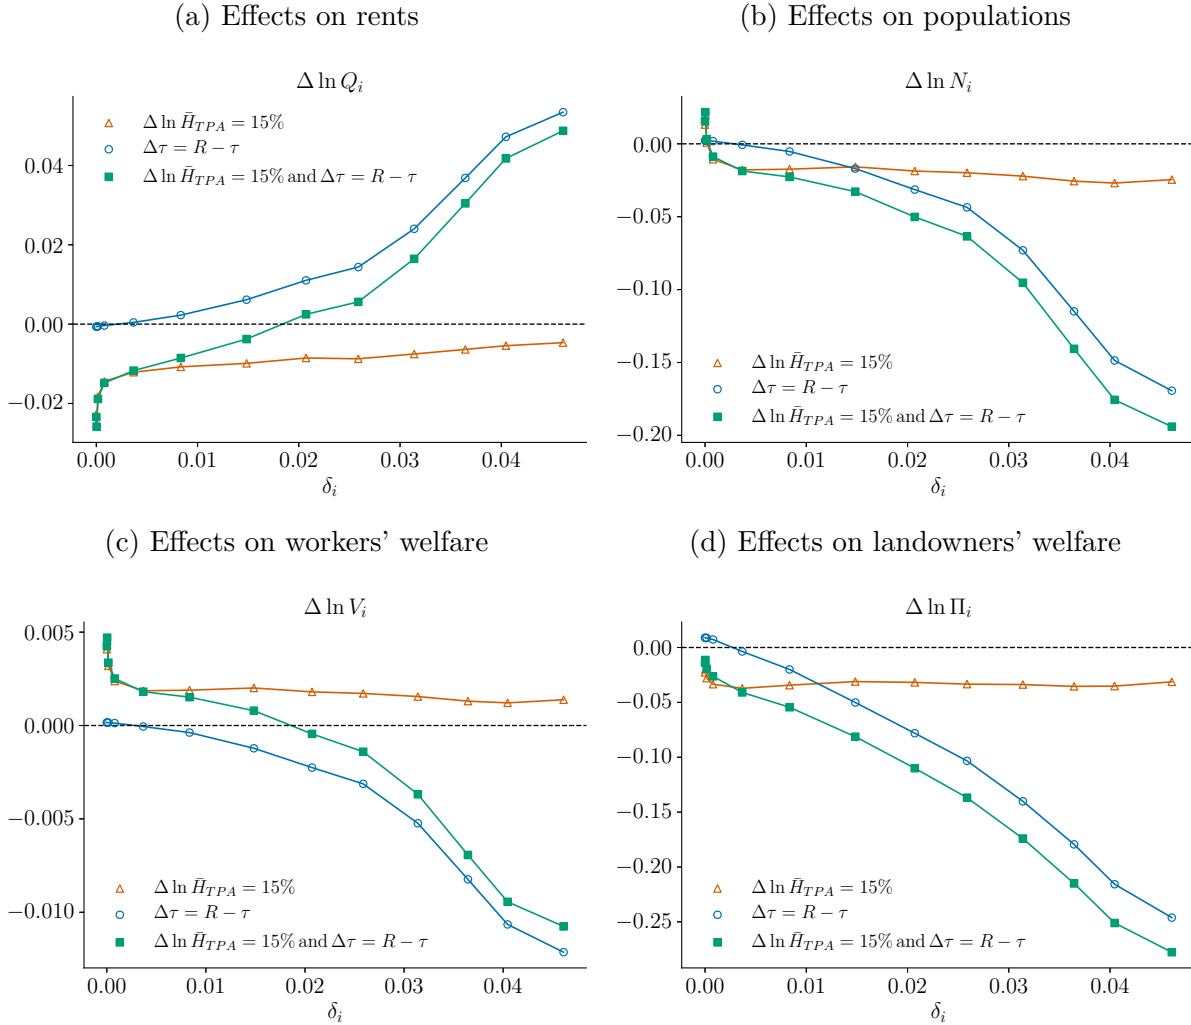 (a) Effects on rents
Δ ln Q_i
Δ ln H̄_TPA = 15%
Δτ = R − τ
Δ ln H̄_TPA = 15% and Δτ = R − τ
0.04
0.02
0.00
−0.02
0.00 0.01 0.02 0.03 0.04
δ_i
(b) Effects on populations
Δ ln N_i
0.00
−0.05
−0.10
−0.15
−0.20
Δ ln H̄_TPA = 15%
Δτ = R − τ
Δ ln H̄_TPA = 15% and Δτ = R − τ
0.00 0.01 0.02 0.03 0.04
δ_i
(c) Effects on workers' welfare
Δ ln V_i
0.005
0.000
−0.005
−0.010
Δ ln H̄_TPA = 15%
Δτ = R − τ
Δ ln H̄_TPA = 15% and Δτ = R − τ
0.00 0.01 0.02 0.03 0.04
δ_i
(d) Effects on landowners' welfare
Δ ln Π_i
0.00
−0.05
−0.10
−0.15
−0.20
−0.25
Δ ln H̄_TPA = 15%
Δτ = R − τ
Δ ln H̄_TPA = 15% and Δτ = R − τ
0.00 0.01 0.02 0.03 0.04
δ_i